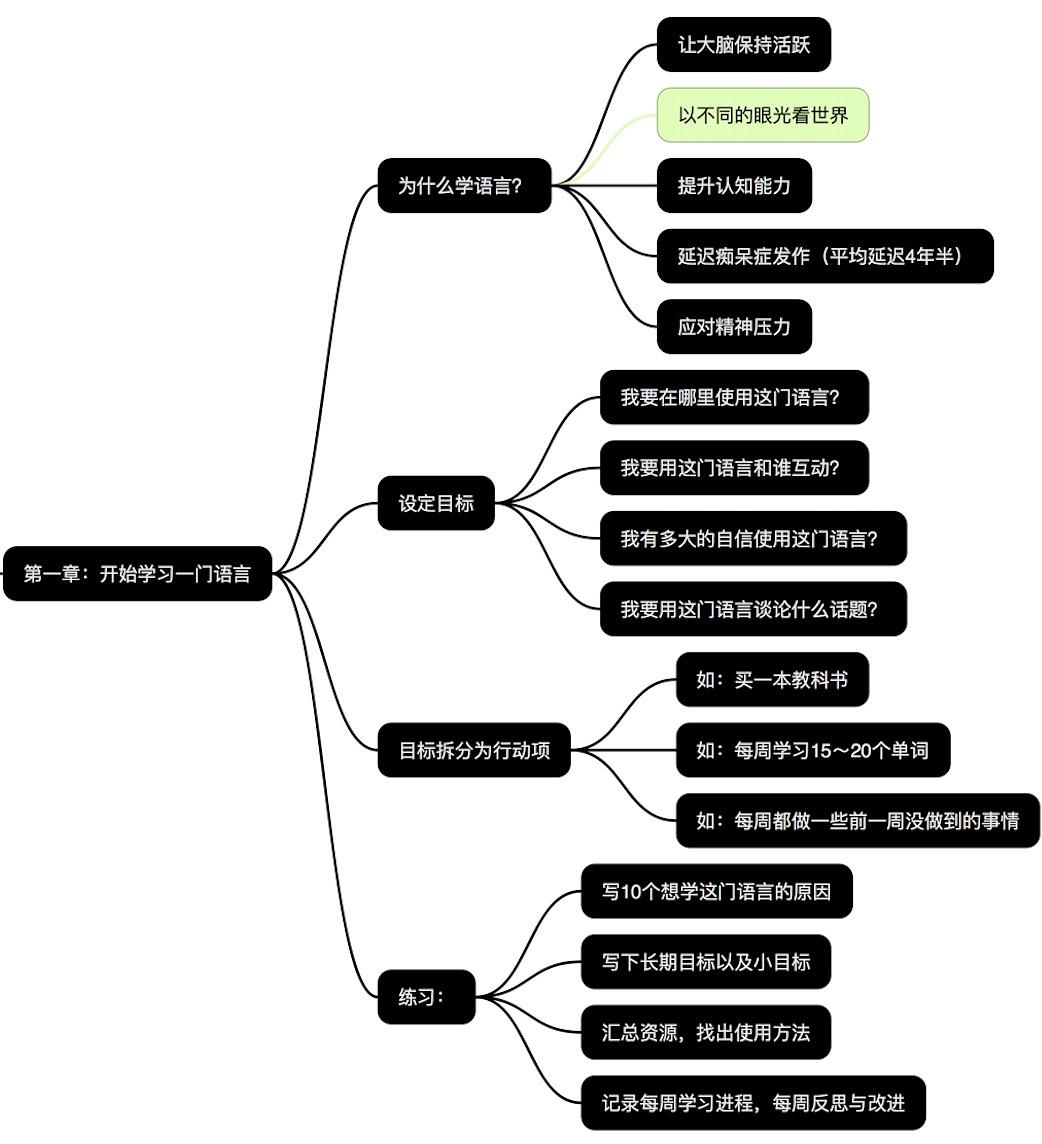 第一章：开始学习一门语言
为什么学语言？
让大脑保持活跃
以不同的眼光看世界
提升认知能力
延迟痴呆症发作（平均延迟4年半）
应对精神压力
设定目标
我要在哪里使用这门语言？
我要用这门语言和谁互动？
我有多大的自信使用这门语言？
我要用这门语言谈论什么话题？
目标拆分为行动项
如：买一本教科书
如：每周学习15～20个单词
如：每周都做一些前一周没做到的事情
练习：
写10个想学这门语言的原因
写下长期目标以及小目标
汇总资源，找出使用方法
记录每周学习进程，每周反思与改进